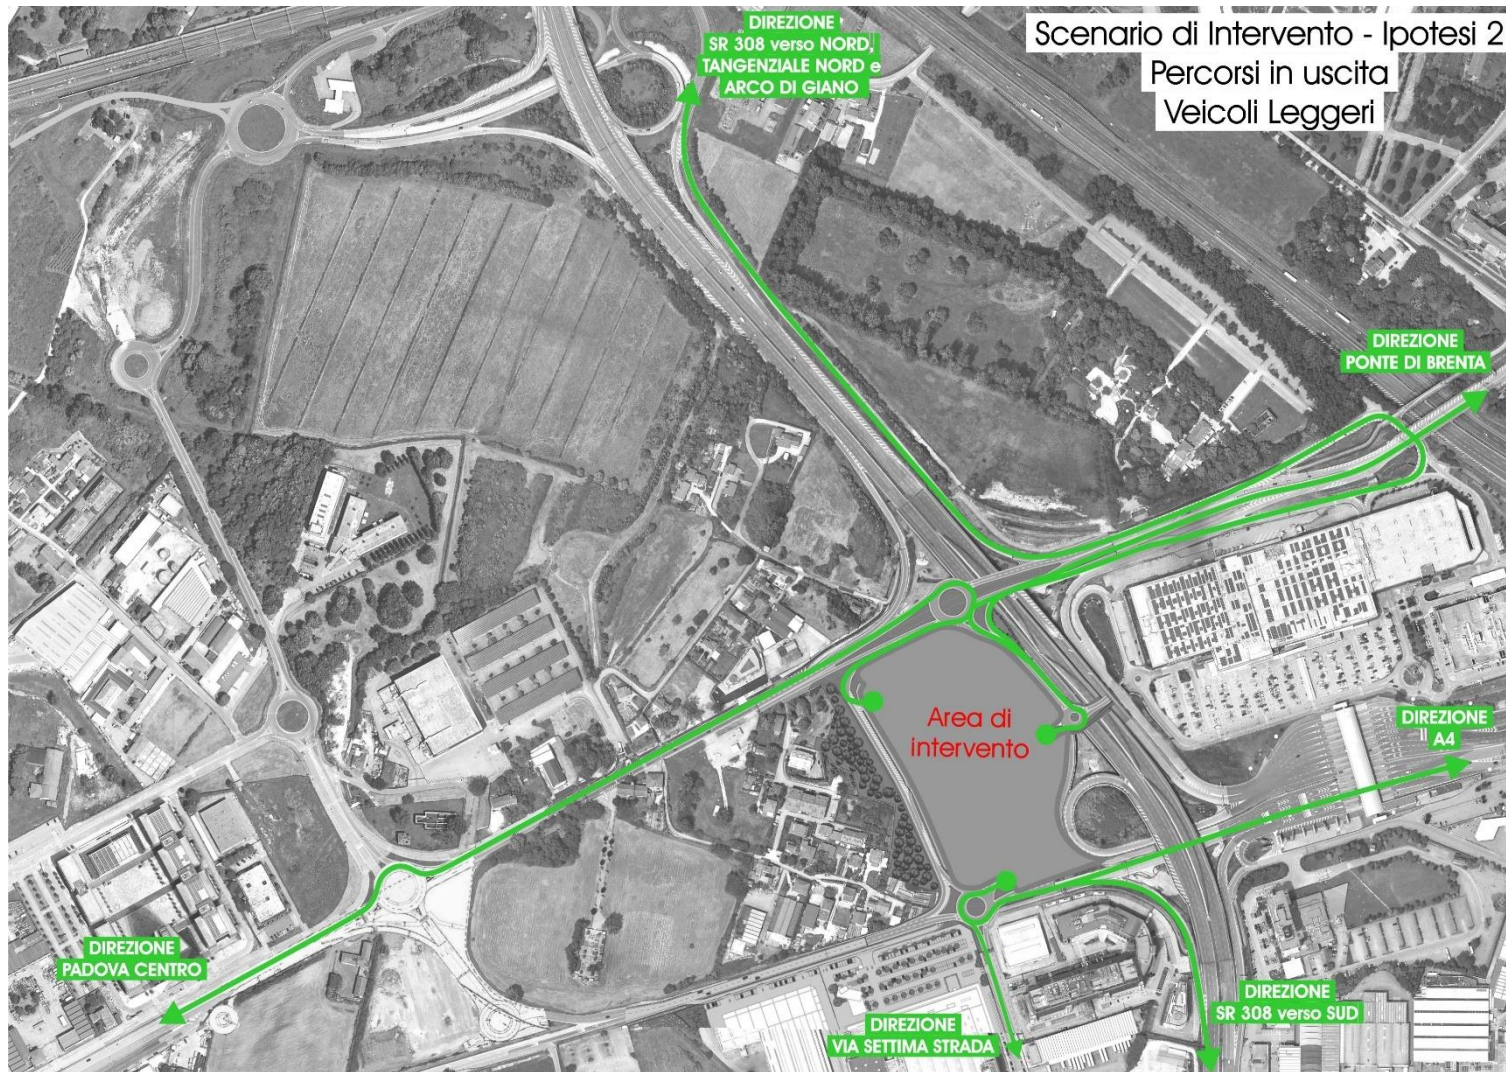 DIREZIONE
SR 308 verso NORD,
TANGENZIALE NORD e
ARCO DI GIANO
Scenario di Intervento - Ipotesi 2
Percorsi in uscita
Veicoli Leggeri
DIREZIONE
PONTE DI BRENTA
Area di
intervento
DIREZIONE
A4
DIREZIONE
PADOVA CENTRO
DIREZIONE
SR 308 verso SUD
DIREZIONE
VIA SETTIMA STRADA